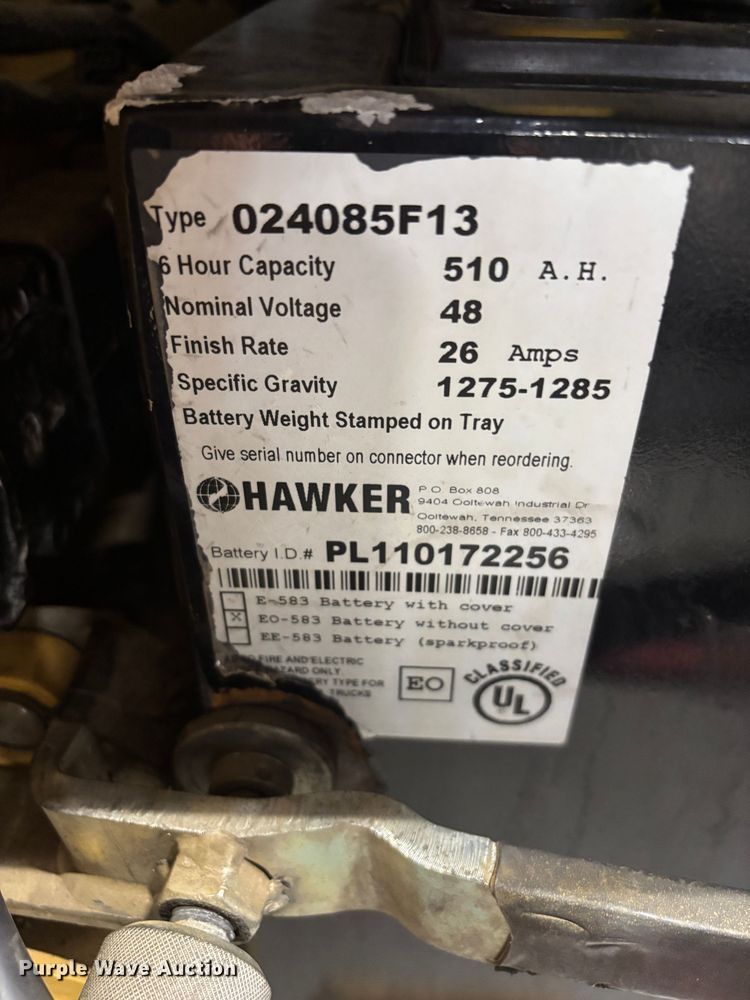 Type 024085F13
6 Hour Capacity 510 A.H.
Nominal Voltage 48
Finish Rate 26 Amps
Specific Gravity 1275-1285
Battery Weight Stamped on Tray
Give serial number on connector when reordering.
HAWKER
P.O. Box 808
9404 Ooltewah Industrial Dr
Ooltewah, Tennessee 37363
800-238-8658 - Fax 800-433-4295
Battery I.D.# PL110172256
E-583 Battery with cover
X EO-583 Battery without cover
EE-583 Battery (sparkproof)
FIRE AND ELECTRIC
ONLY
TYPE FOR
TRUCKS
EO
CLASSIFIED
UL
Purple Wave Auction